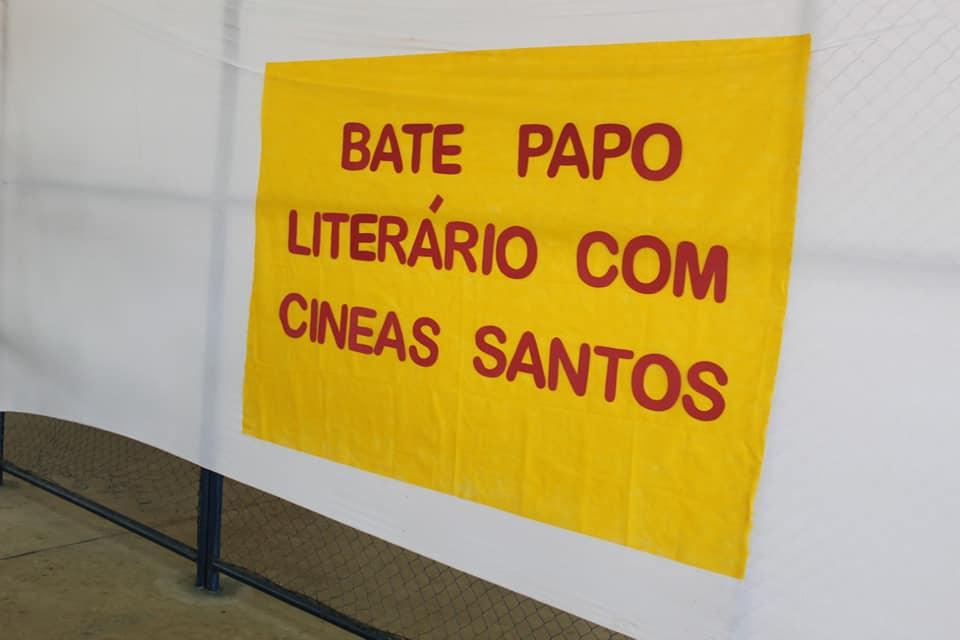 BATE PAPO
LITERÁRIO COM
CINEAS SANTOS